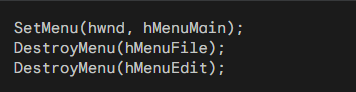 SetMenu(hwnd, hMenuMain);
DestroyMenu(hMenuFile);
DestroyMenu(hMenuEdit);